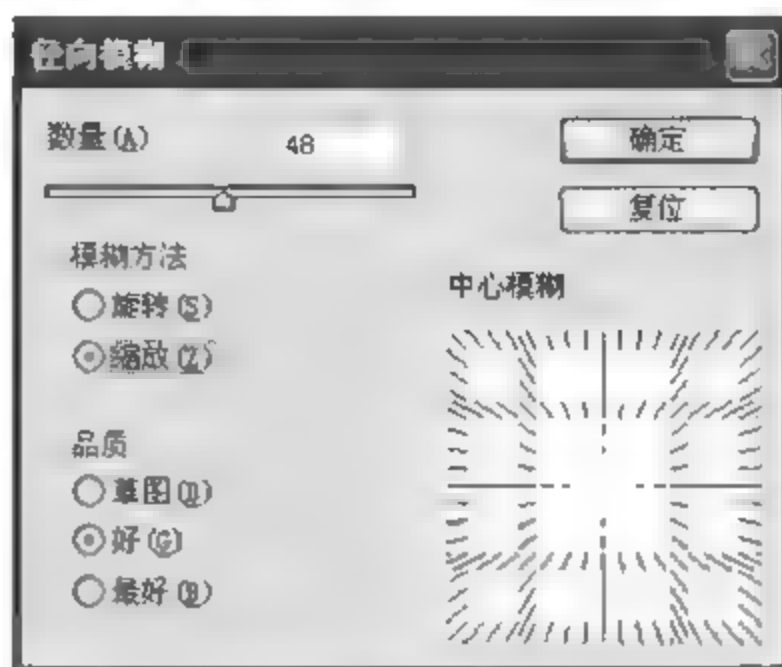 径向模糊
数量(A) 48
确定
复位
模糊方法
旋转(S)
缩放(Z)
中心模糊
品质
草图(D)
好(G)
最好(B)